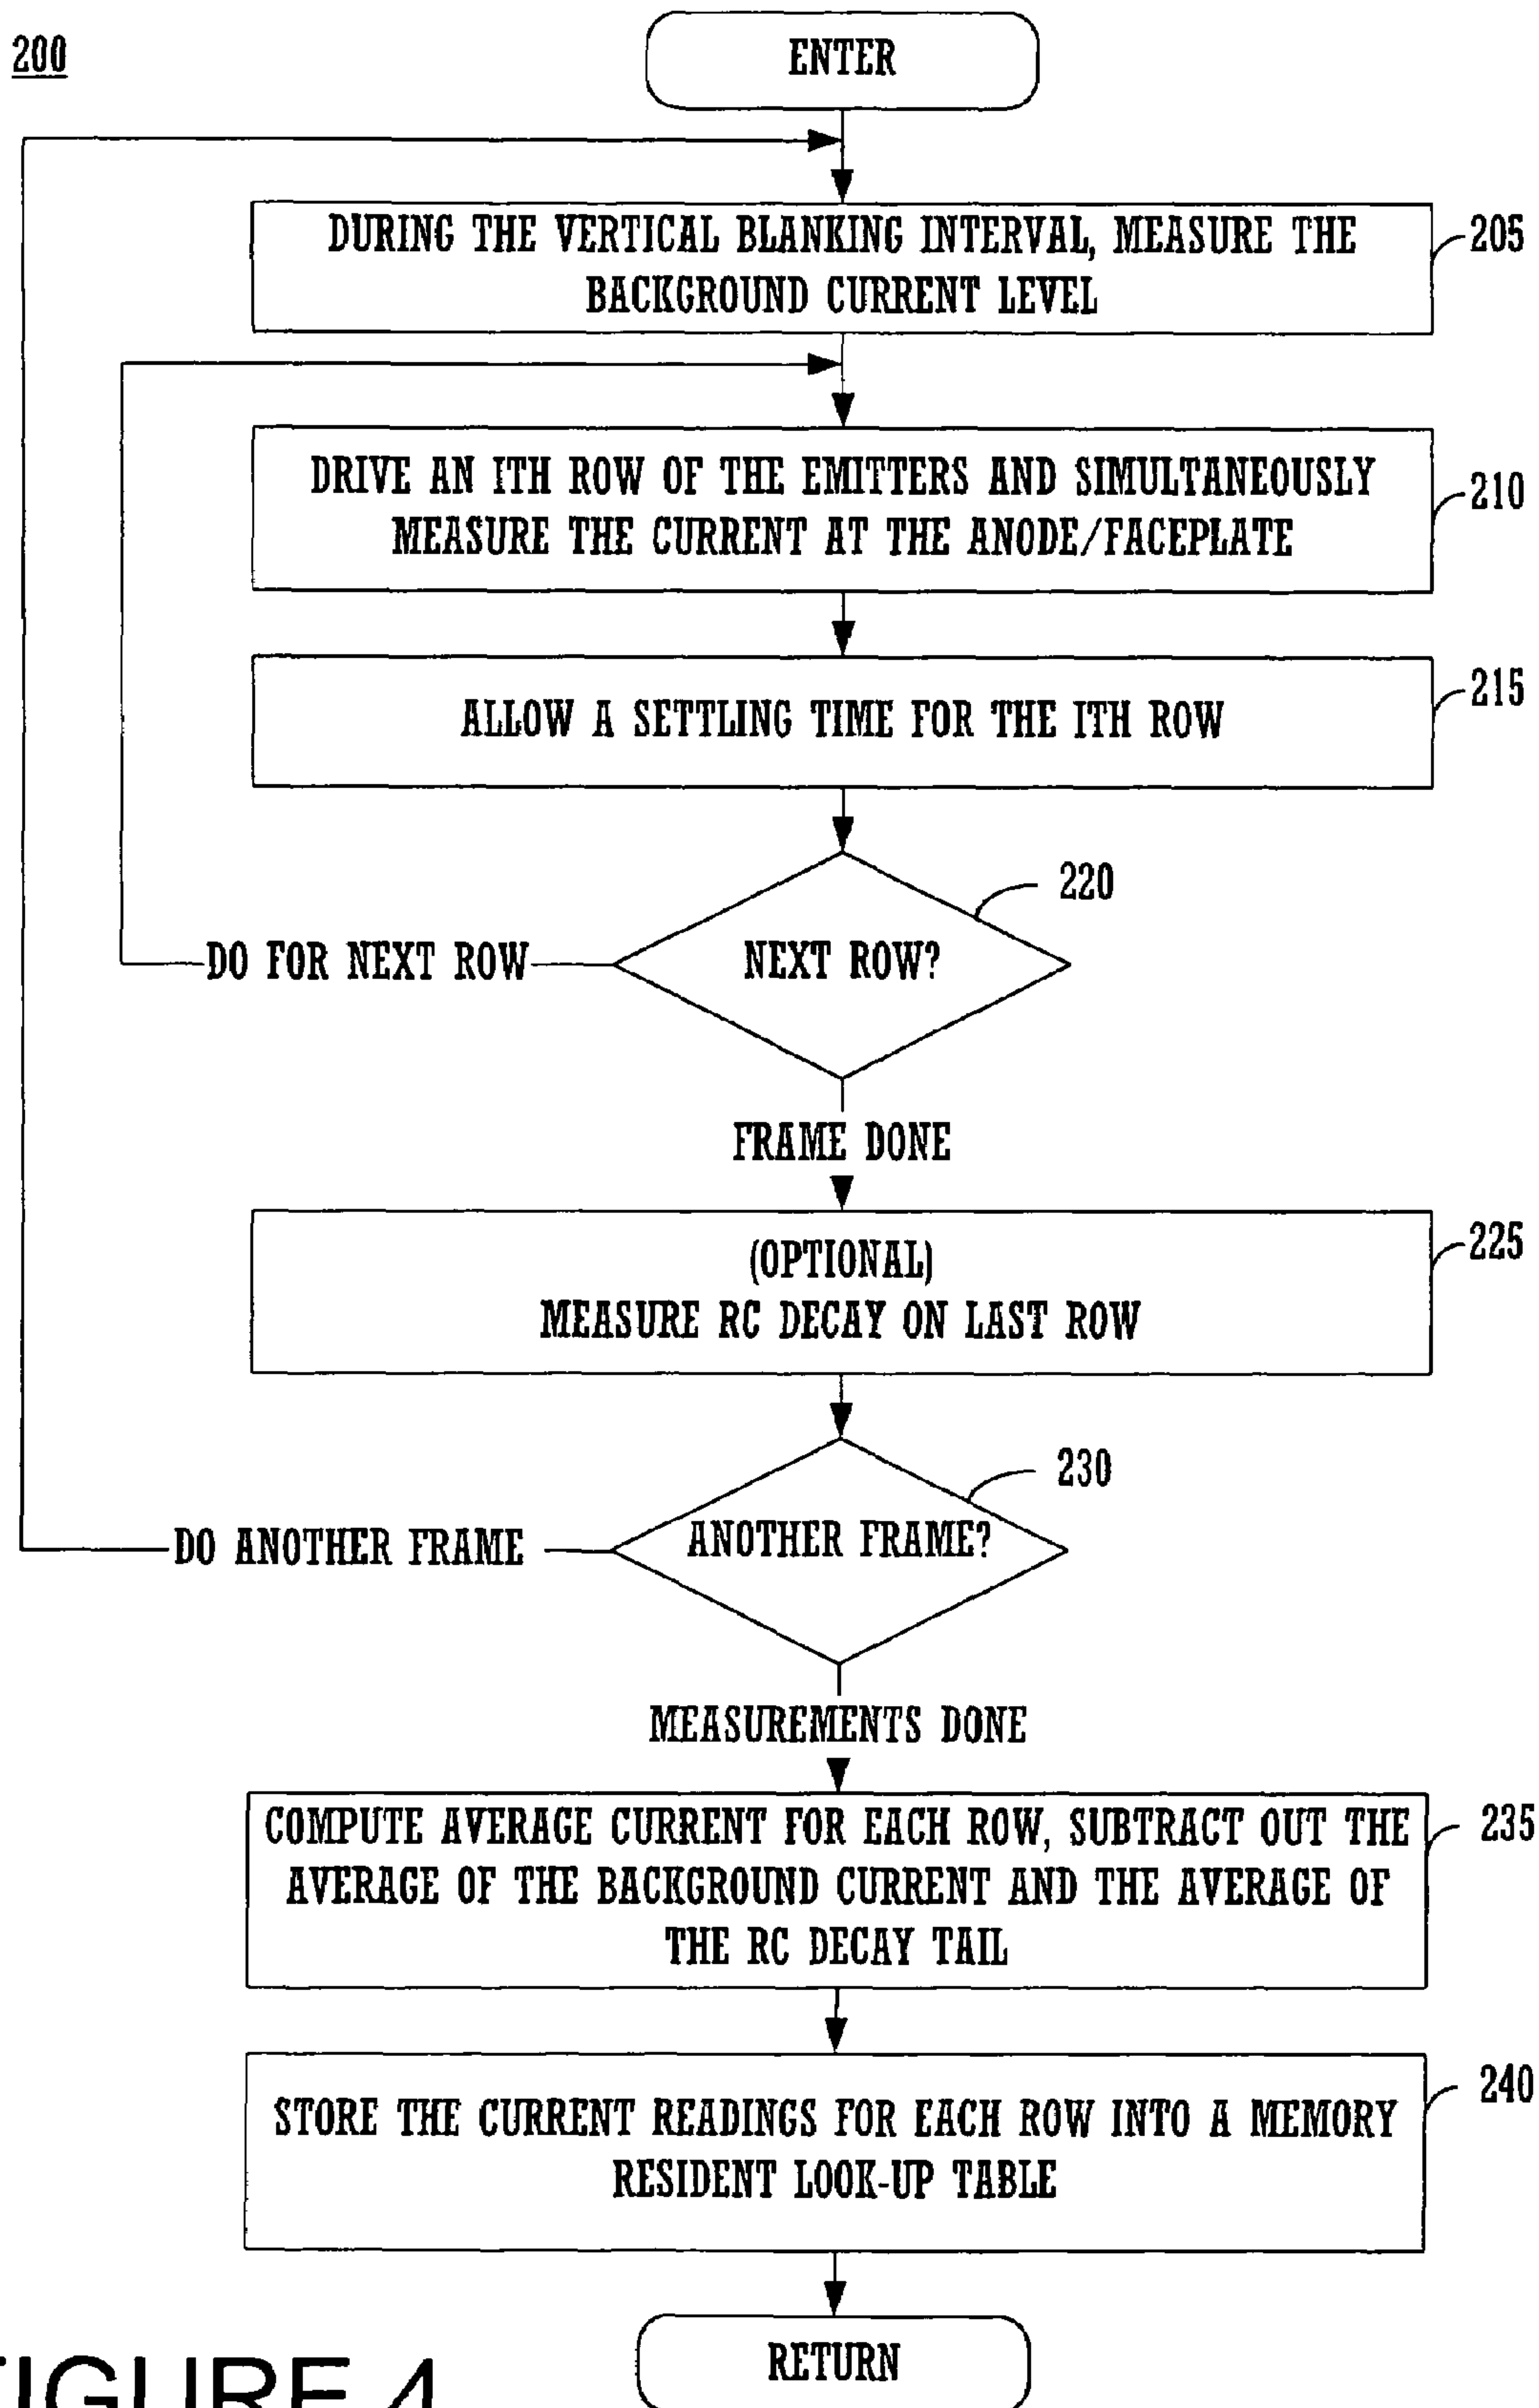 200
ENTER
DURING THE VERTICAL BLANKING INTERVAL, MEASURE THE
BACKGROUND CURRENT LEVEL
205
DRIVE AN ITH ROW OF THE EMITTERS AND SIMULTANEOUSLY
MEASURE THE CURRENT AT THE ANODE/FACEPLATE
210
ALLOW A SETTLING TIME FOR THE ITH ROW
215
220
NEXT ROW?
DO FOR NEXT ROW
FRAME DONE
(OPTIONAL)
MEASURE RC DECAY ON LAST ROW
225
230
ANOTHER FRAME?
DO ANOTHER FRAME
MEASUREMENTS DONE
COMPUTE AVERAGE CURRENT FOR EACH ROW, SUBTRACT OUT THE
AVERAGE OF THE BACKGROUND CURRENT AND THE AVERAGE OF
THE RC DECAY TAIL
235
STORE THE CURRENT READINGS FOR EACH ROW INTO A MEMORY
RESIDENT LOOK-UP TABLE
240
RETURN
FIGURE 4